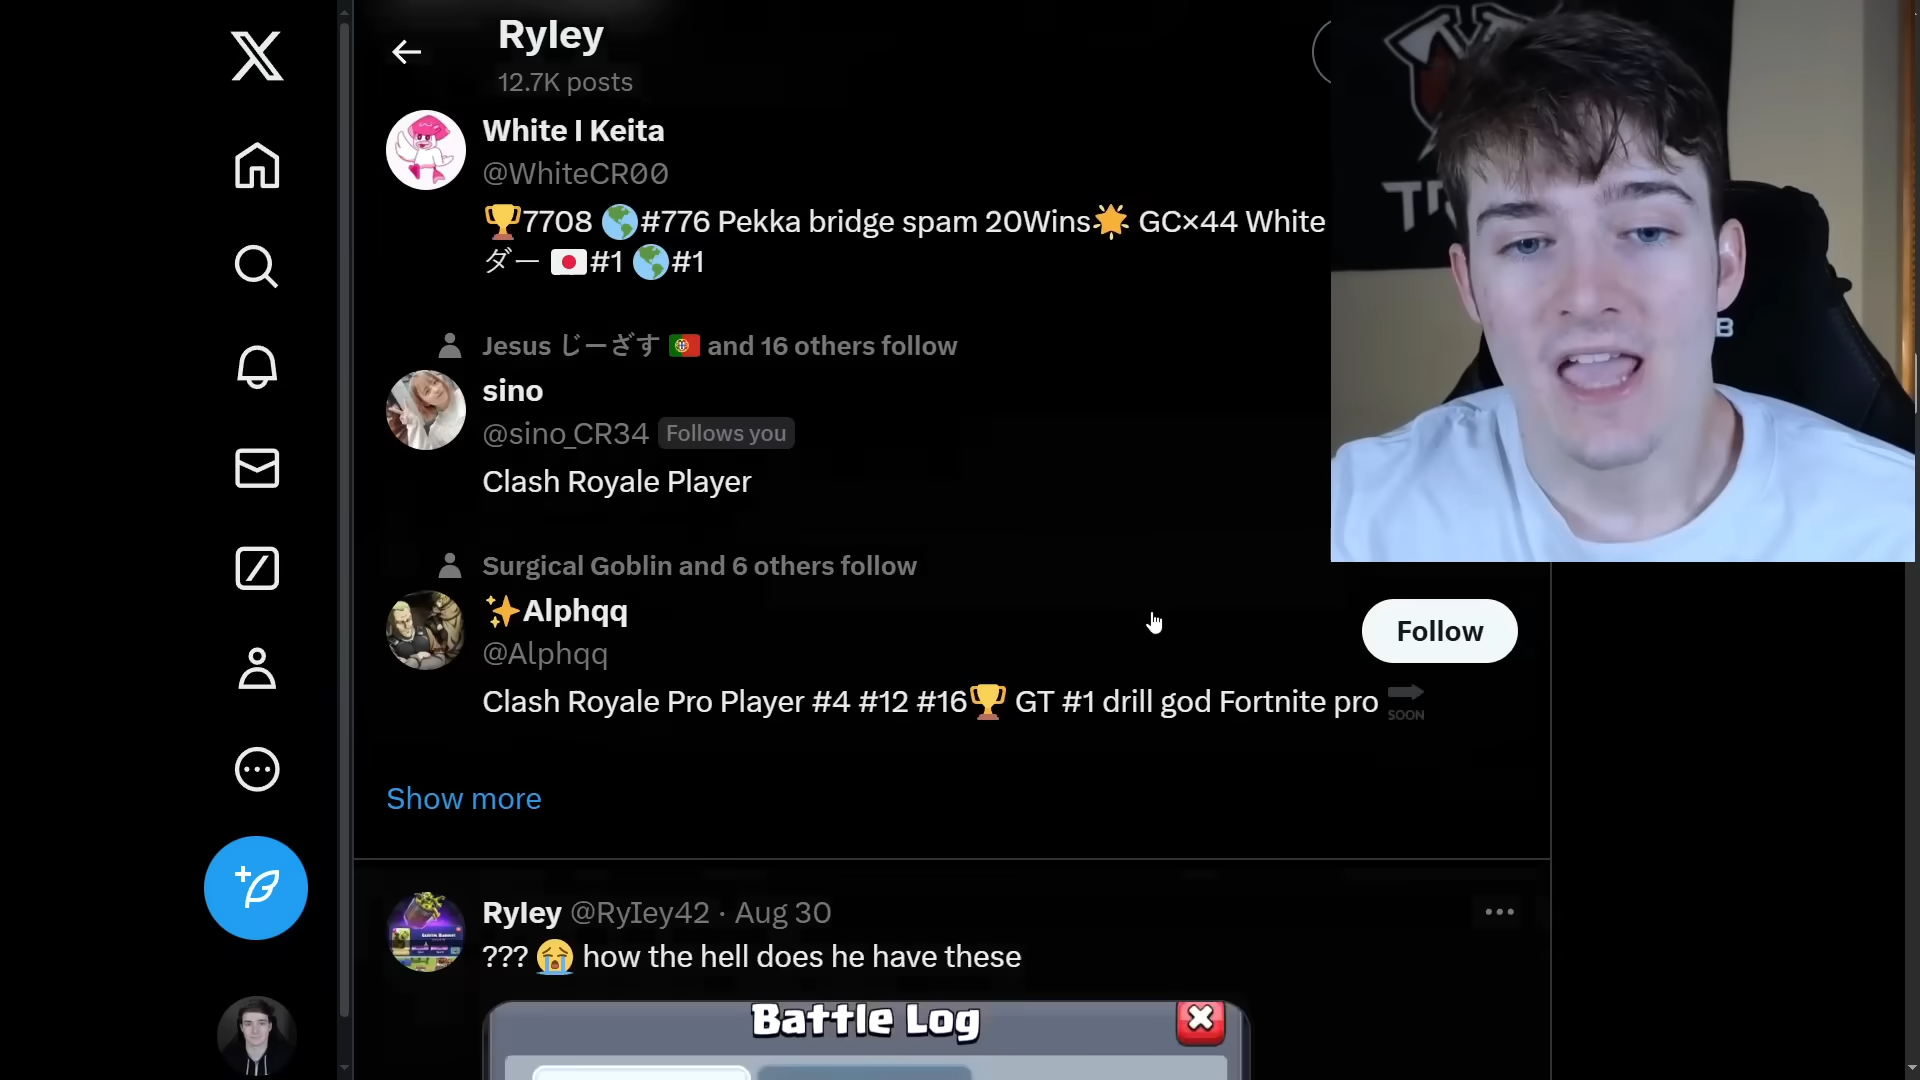 Ryley
12.7K posts
White I Keita
@WhiteCR00
🏆7708 🌎#776 Pekka bridge spam 20Wins🌟 GC×44 White
ダー 🇯🇵#1 🌎#1
Jesus じーざす 🇵🇹 and 16 others follow
sino
@sino_CR34 Follows you
Clash Royale Player
Surgical Goblin and 6 others follow
✨Alphqq
@Alphqq
Follow
Clash Royale Pro Player #4 #12 #16🏆 GT #1 drill god Fortnite pro 🔜
Show more
Ryley @RyIey42 · Aug 30
??? 😭 how the hell does he have these
Battle Log